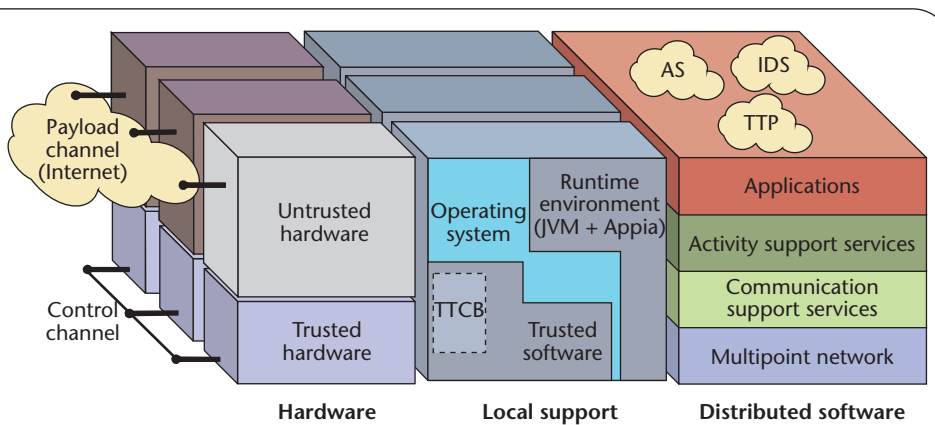 AS
IDS
TTP
Payload
channel
(Internet)
Untrusted
hardware
Operating
system
Runtime
environment
(JVM + Appia)
Applications
Activity support services
Communication
support services
Control
channel
Trusted
hardware
TTCB
Trusted
software
Multipoint network
Hardware
Local support
Distributed software